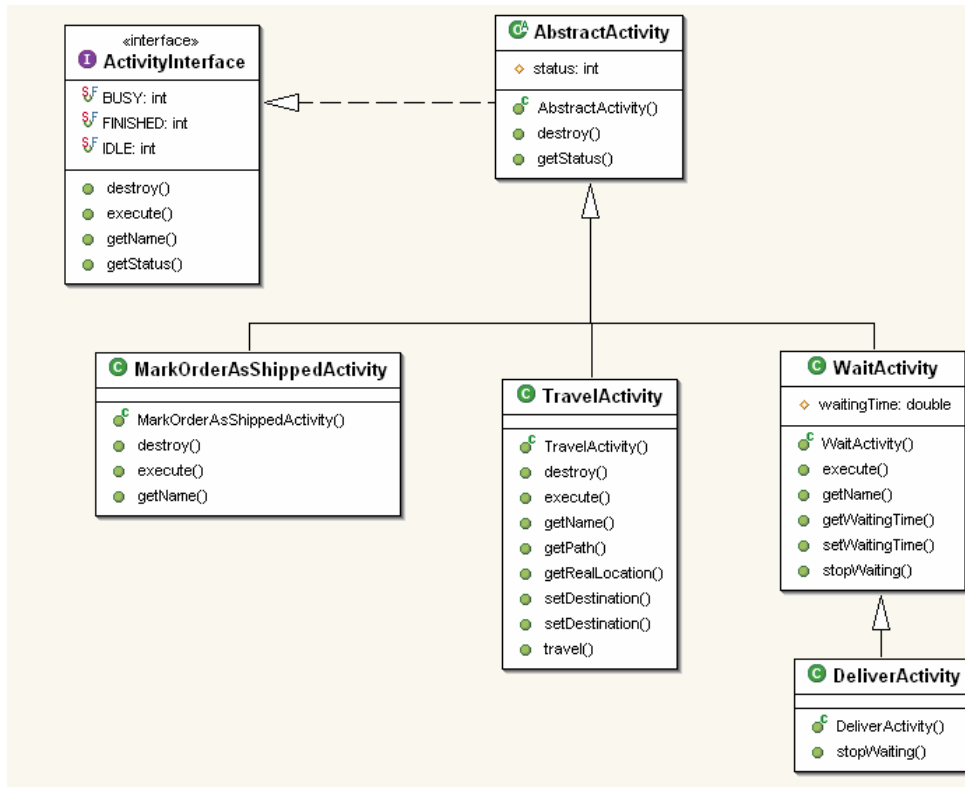 «interface»
ActivityInterface
BUSY: int
FINISHED: int
IDLE: int
destroy()
execute()
getName()
getStatus()
AbstractActivity
status: int
AbstractActivity()
destroy()
getStatus()
MarkOrderAsShippedActivity
MarkOrderAsShippedActivity()
destroy()
execute()
getName()
TravelActivity
TravelActivity()
destroy()
execute()
getName()
getPath()
getRealLocation()
setDestination()
setDestination()
travel()
WaitActivity
waitingTime: double
WaitActivity()
execute()
getName()
getWaitingTime()
setWaitingTime()
stopWaiting()
DeliverActivity
DeliverActivity()
stopWaiting()